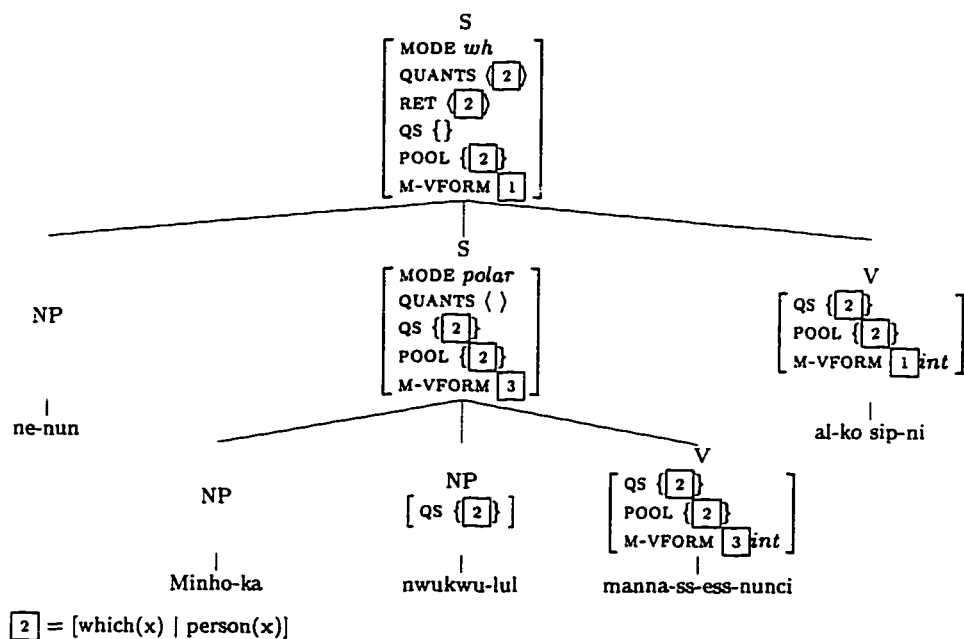 S
[ MODE wh
QUANTS ⟨[2]⟩
RET ⟨[2]⟩
QS {}
POOL {[2]}
M-VFORM [1] ]
NP
ne-nun
S
[ MODE polar
QUANTS ⟨ ⟩
QS {[2]}
POOL {[2]}
M-VFORM [3] ]
V
[ QS {[2]}
POOL {[2]}
M-VFORM [1] int ]
al-ko sip-ni
NP
Minho-ka
NP
[ QS {[2]} ]
nwukwu-lul
V
[ QS {[2]}
POOL {[2]}
M-VFORM [3] int ]
manna-ss-ess-nunci
[2] = [which(x) | person(x)]